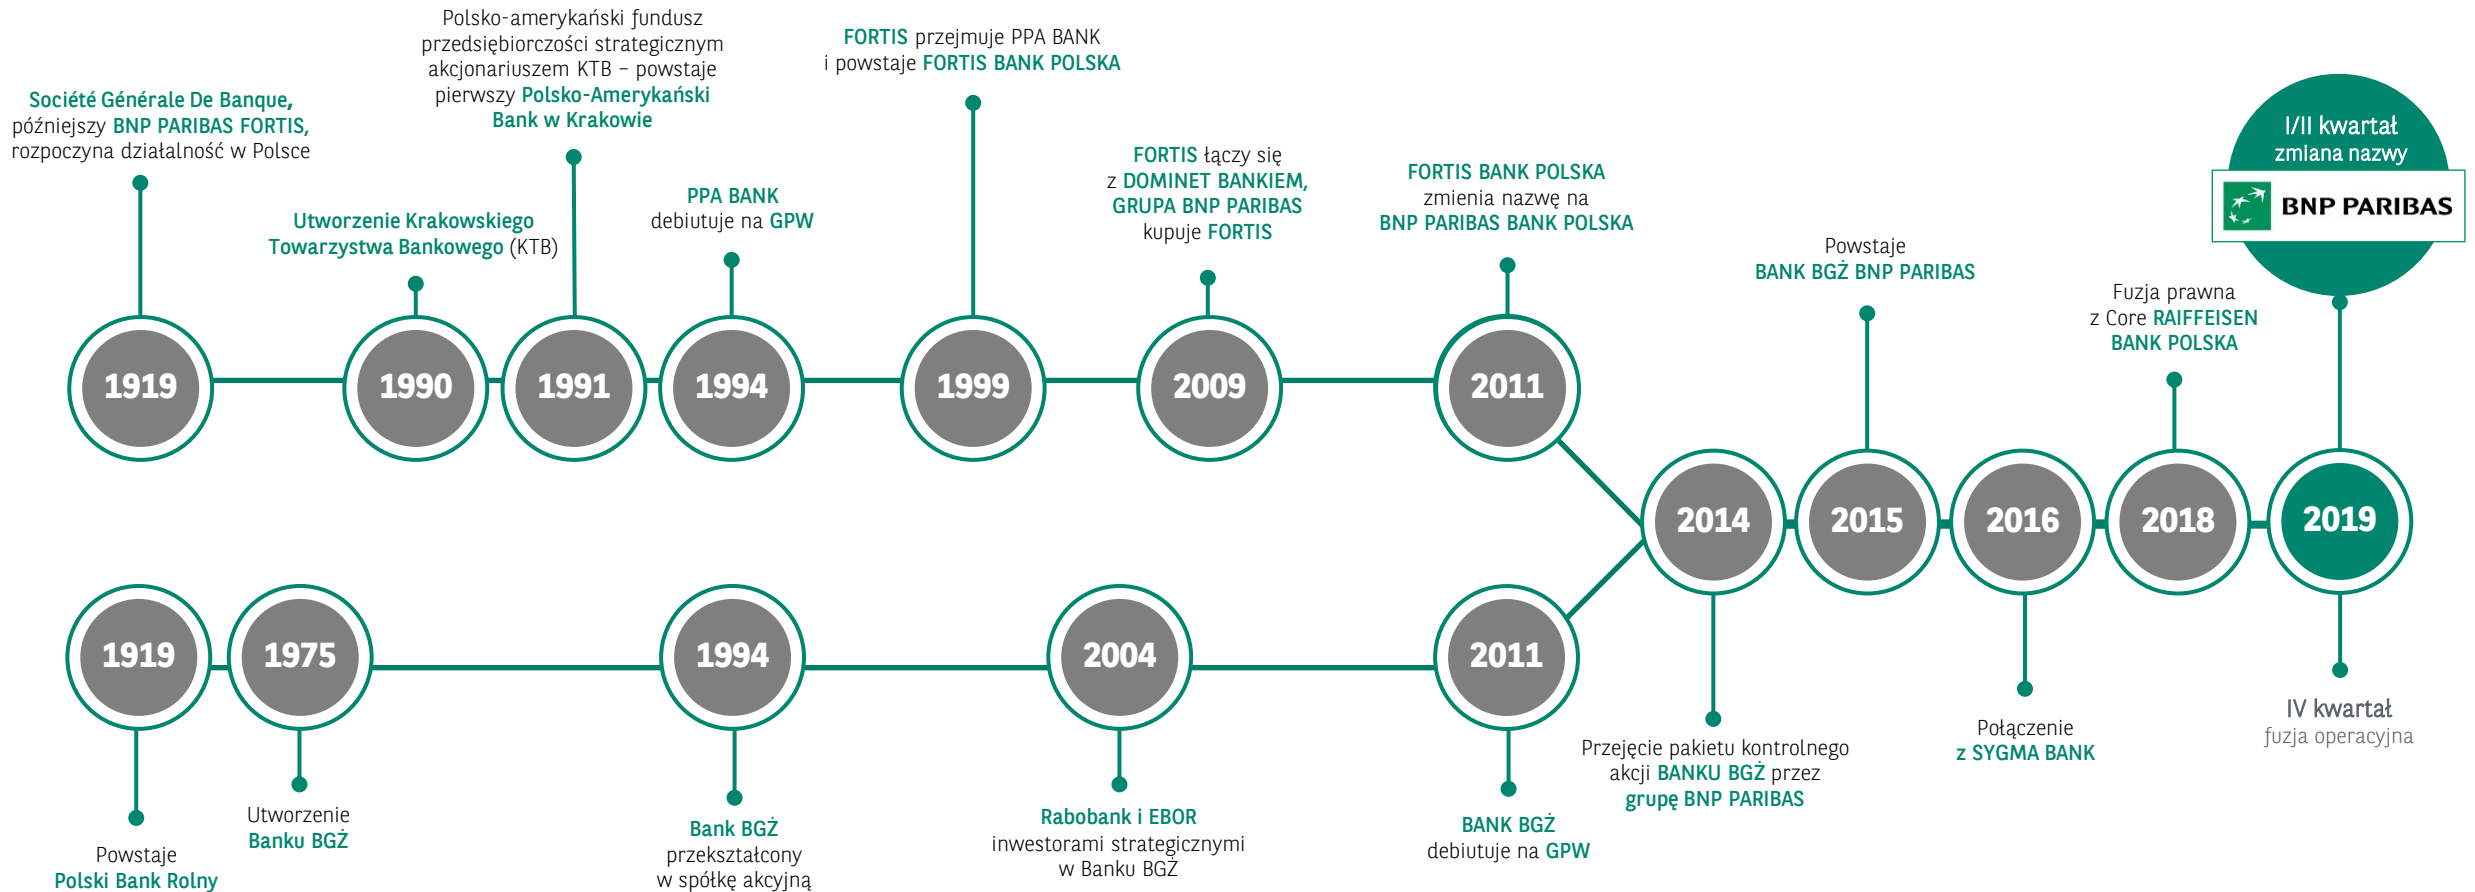 Société Générale De Banque,
późniejszy BNP PARIBAS FORTIS,
rozpoczyna działalność w Polsce
1919
Utworzenie Krakowskiego
Towarzystwa Bankowego (KTB)
1990
Polsko-amerykański fundusz
przedsiębiorczości strategicznym
akcjonariuszem KTB – powstaje
pierwszy Polsko-Amerykański
Bank w Krakowie
1991
PPA BANK
debiutuje na GPW
1994
FORTIS przejmuje PPA BANK
i powstaje FORTIS BANK POLSKA
1999
FORTIS łączy się
z DOMINET BANKIEM,
GRUPA BNP PARIBAS
kupuje FORTIS
2009
FORTIS BANK POLSKA
zmienia nazwę na
BNP PARIBAS BANK POLSKA
2011
1919
Powstaje
Polski Bank Rolny
1975
Utworzenie
Banku BGŻ
1994
Bank BGŻ
przekształcony
w spółkę akcyjną
2004
Rabobank i EBOR
inwestorami strategicznymi
w Banku BGŻ
2011
BANK BGŻ
debiutuje na GPW
2014
Przejęcie pakietu kontrolnego
akcji BANKU BGŻ przez
grupę BNP PARIBAS
Powstaje
BANK BGŻ BNP PARIBAS
2015
2016
Połączenie
z SYGMA BANK
Fuzja prawna
z Core RAIFFEISEN
BANK POLSKA
2018
I/II kwartał
zmiana nazwy
BNP PARIBAS
2019
IV kwartał
fuzja operacyjna